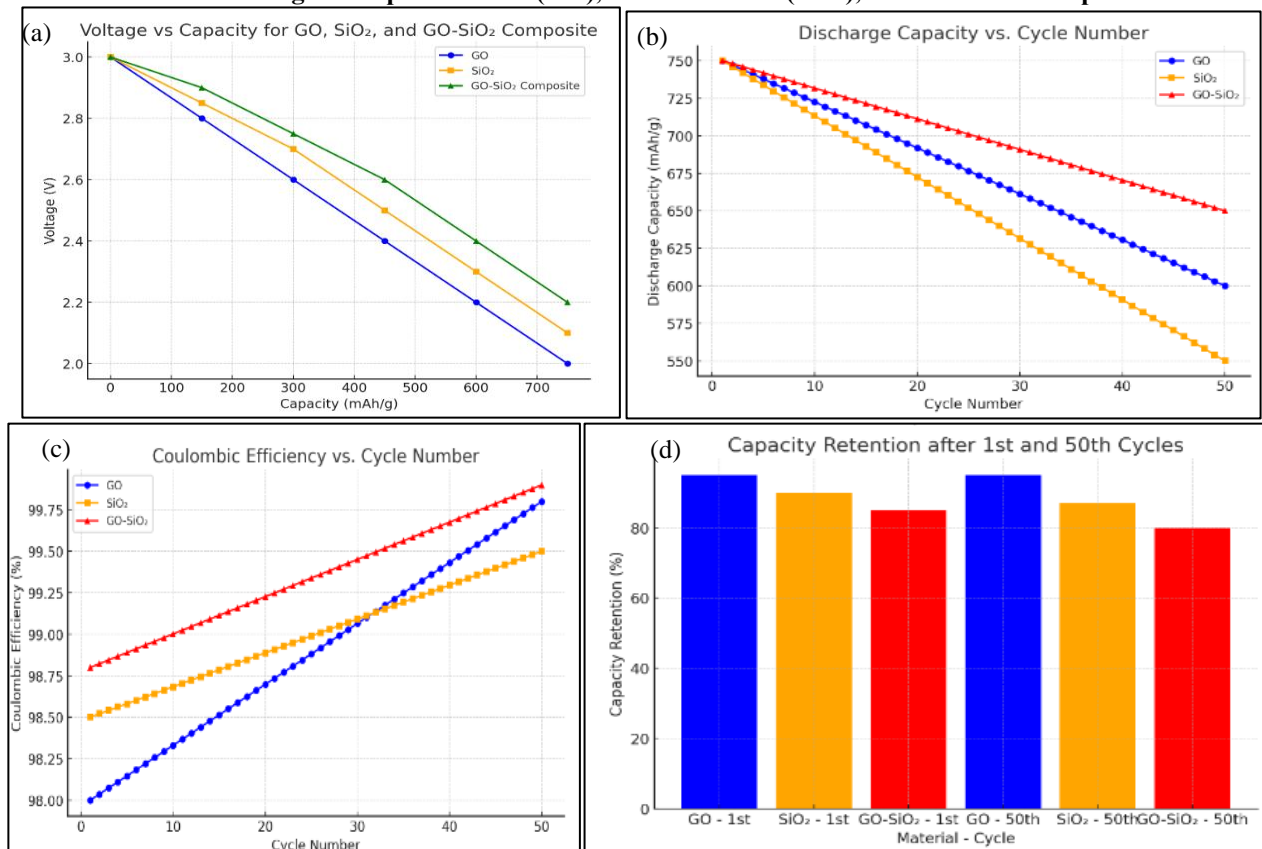 (a)
Voltage vs Capacity for GO, SiO₂, and GO-SiO₂ Composite
GO
SiO₂
GO-SiO₂ Composite
3.0
2.8
2.6
2.4
2.2
2.0
Voltage (V)
0 100 200 300 400 500 600 700
Capacity (mAh/g)
(b)
Discharge Capacity vs. Cycle Number
GO
SiO₂
GO-SiO₂
750
725
700
675
650
625
600
575
550
Discharge Capacity (mAh/g)
0 10 20 30 40 50
Cycle Number
(c)
Coulombic Efficiency vs. Cycle Number
GO
SiO₂
GO-SiO₂
99.75
99.50
99.25
99.00
98.75
98.50
98.25
98.00
Coulombic Efficiency (%)
0 10 20 30 40 50
Cycle Number
(d)
Capacity Retention after 1st and 50th Cycles
80
60
40
20
0
Capacity Retention (%)
GO - 1st SiO₂ - 1st GO-SiO₂ - 1st GO - 50th SiO₂ - 50th GO-SiO₂ - 50th
Material - Cycle